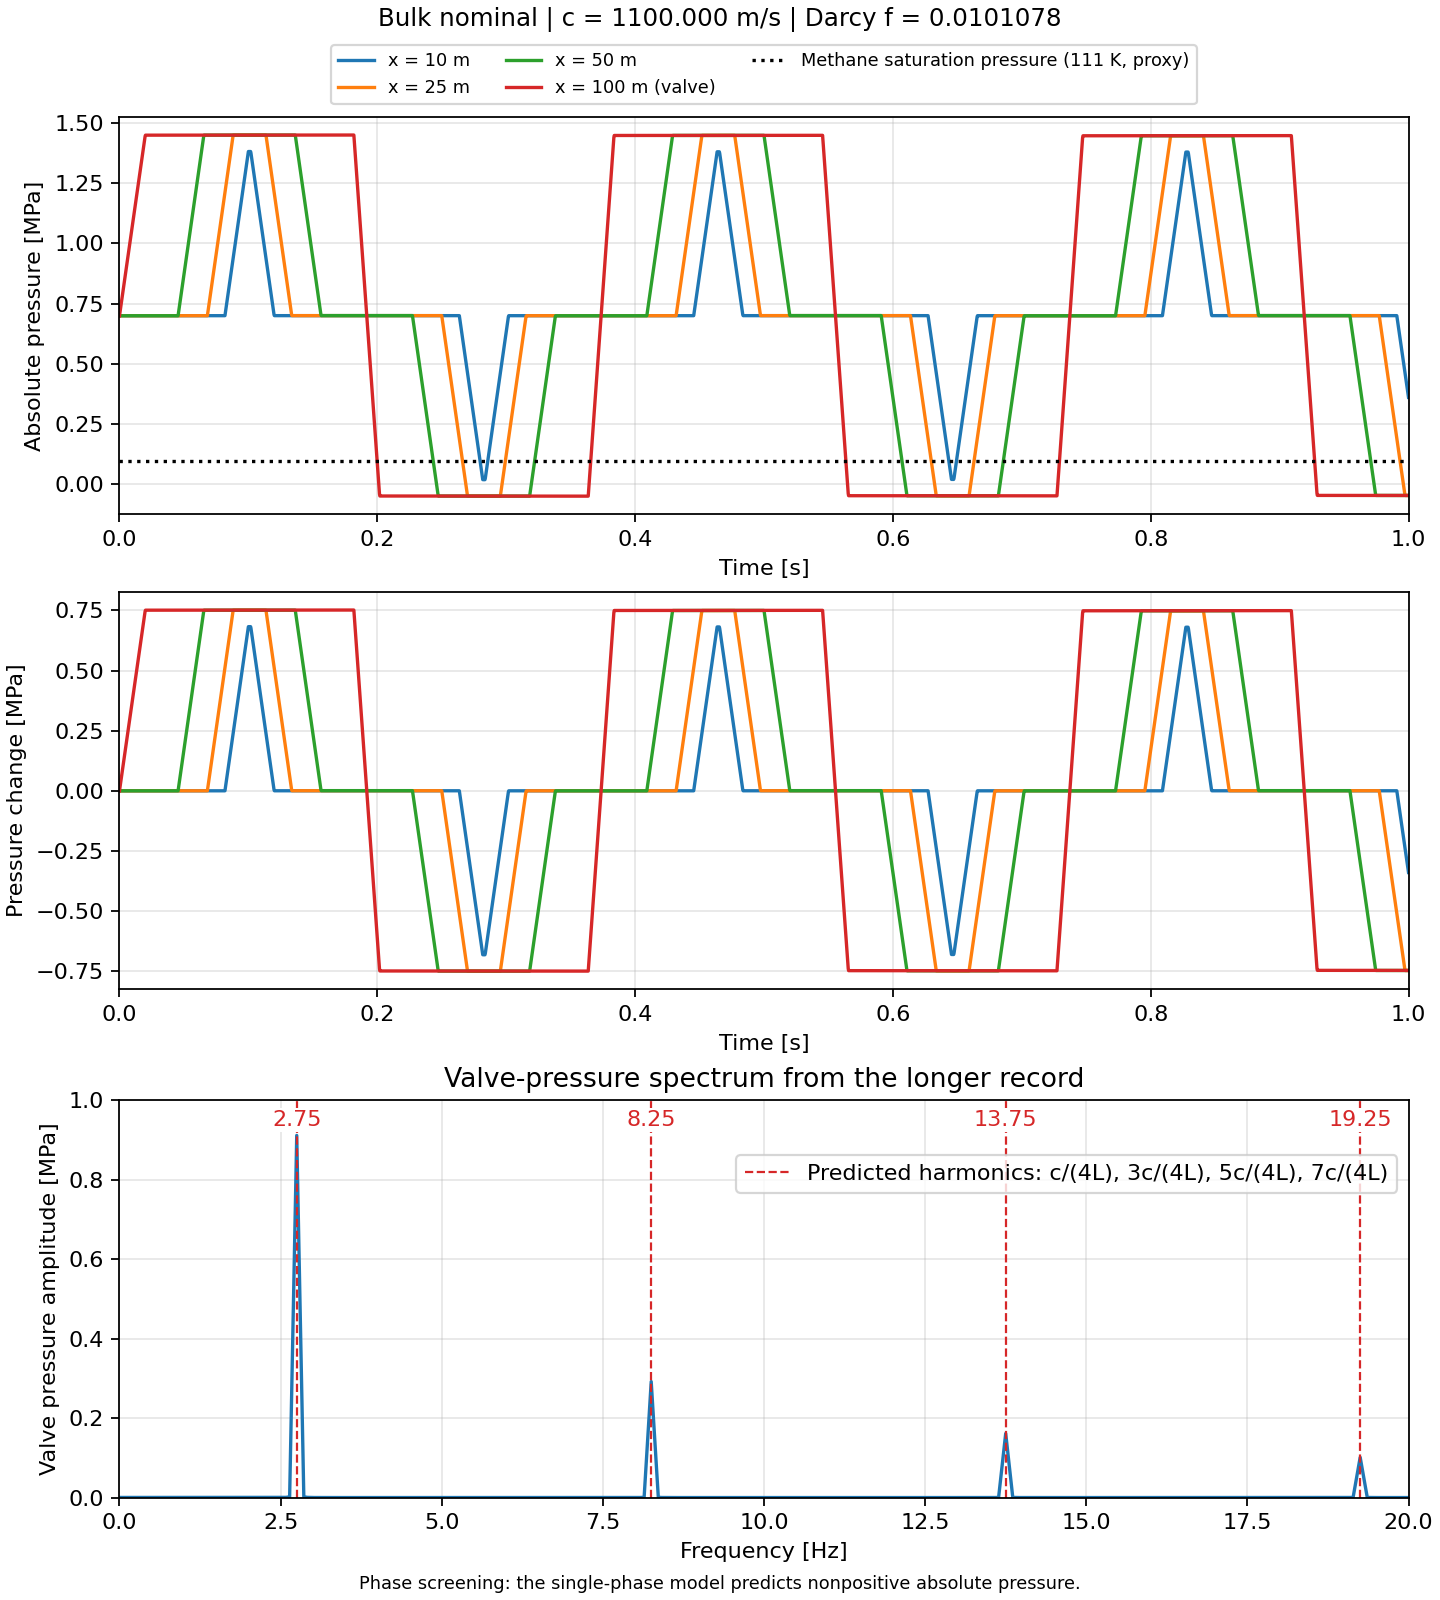 Bulk nominal | c = 1100.000 m/s | Darcy f = 0.0101078
x = 10 m
x = 25 m
x = 50 m
x = 100 m (valve)
Methane saturation pressure (111 K, proxy)
Absolute pressure [MPa]
1.50
1.25
1.00
0.75
0.50
0.25
0.00
0.0 0.2 0.4 0.6 0.8 1.0
Time [s]
Pressure change [MPa]
0.75
0.50
0.25
0.00
−0.25
−0.50
−0.75
0.0 0.2 0.4 0.6 0.8 1.0
Time [s]
Valve-pressure spectrum from the longer record
Valve pressure amplitude [MPa]
1.0
0.8
0.6
0.4
0.2
0.0
2.75 8.25 13.75 19.25
Predicted harmonics: c/(4L), 3c/(4L), 5c/(4L), 7c/(4L)
0.0 2.5 5.0 7.5 10.0 12.5 15.0 17.5 20.0
Frequency [Hz]
Phase screening: the single-phase model predicts nonpositive absolute pressure.